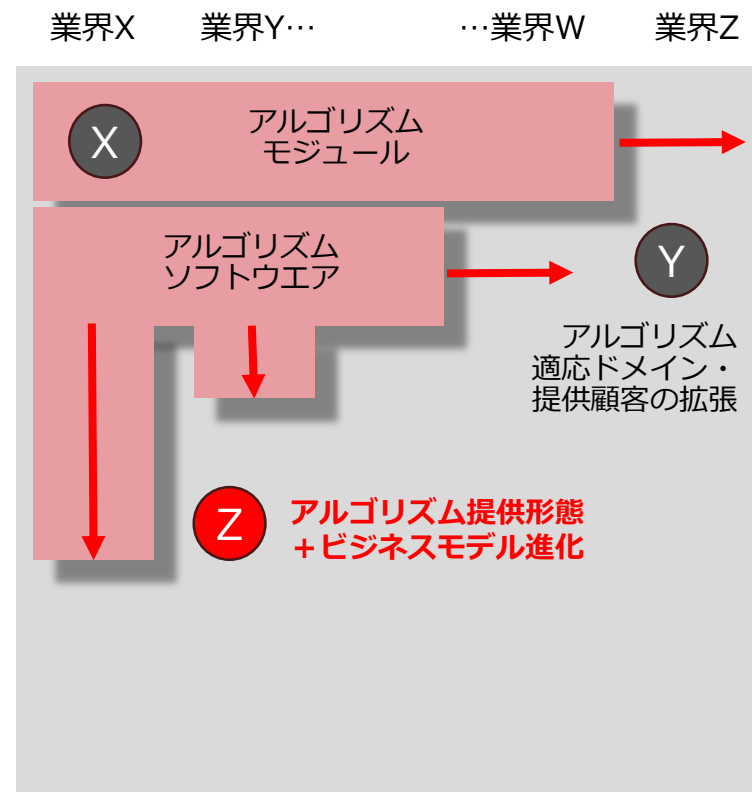 業界X 業界Y… …業界W 業界Z
X
アルゴリズム
モジュール
アルゴリズム
ソフトウエア
Y
アルゴリズム
適応ドメイン・
提供顧客の拡張
Z
アルゴリズム提供形態
+ビジネスモデル進化